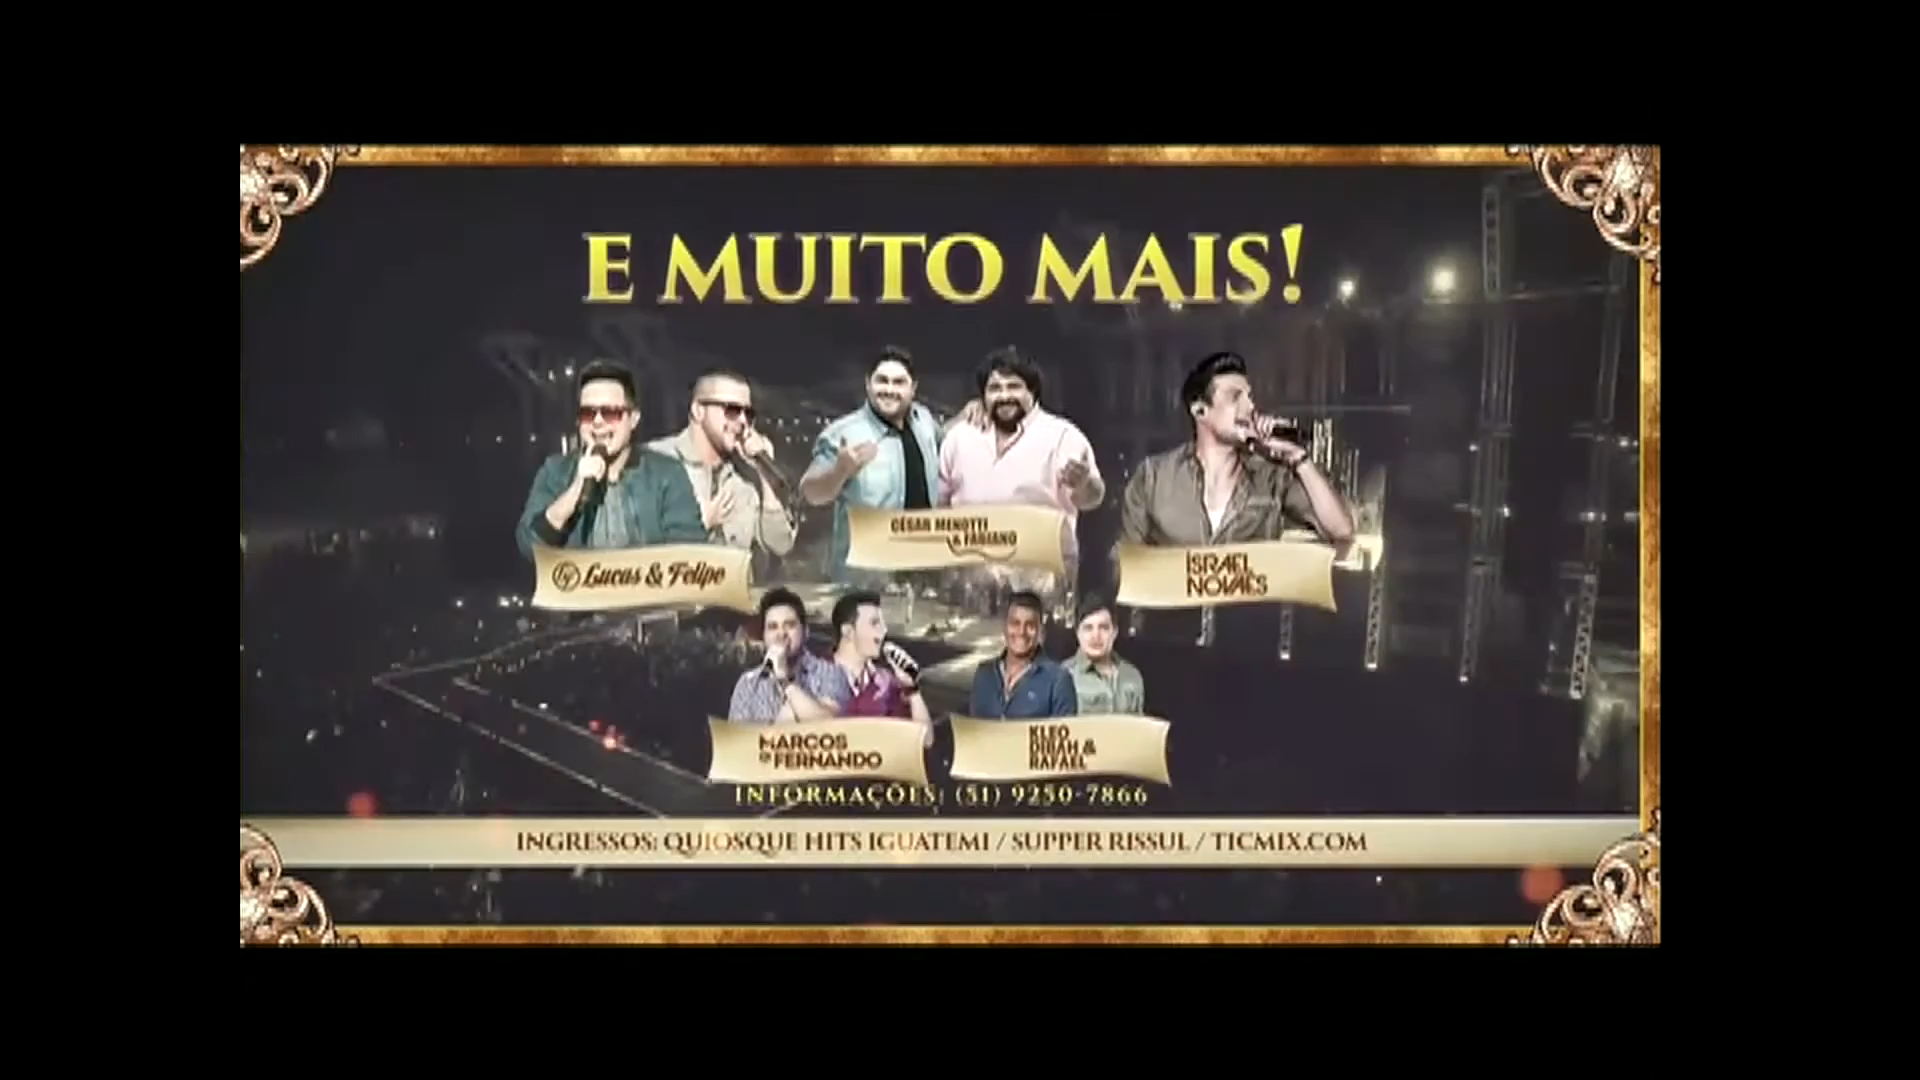 E MUITO MAIS!
CÉSAR MENOTTI
& FABIANO
Lucas & Felipe
ISRAEL
NOVAES
MARCOS
& FERNANDO
KLEO
DIBAH &
RAFAEL
INFORMAÇÕES: (51) 9250-7866
INGRESSOS: QUIOSQUE HITS IGUATEMI / SUPPER RISSUL / TICMIX.COM